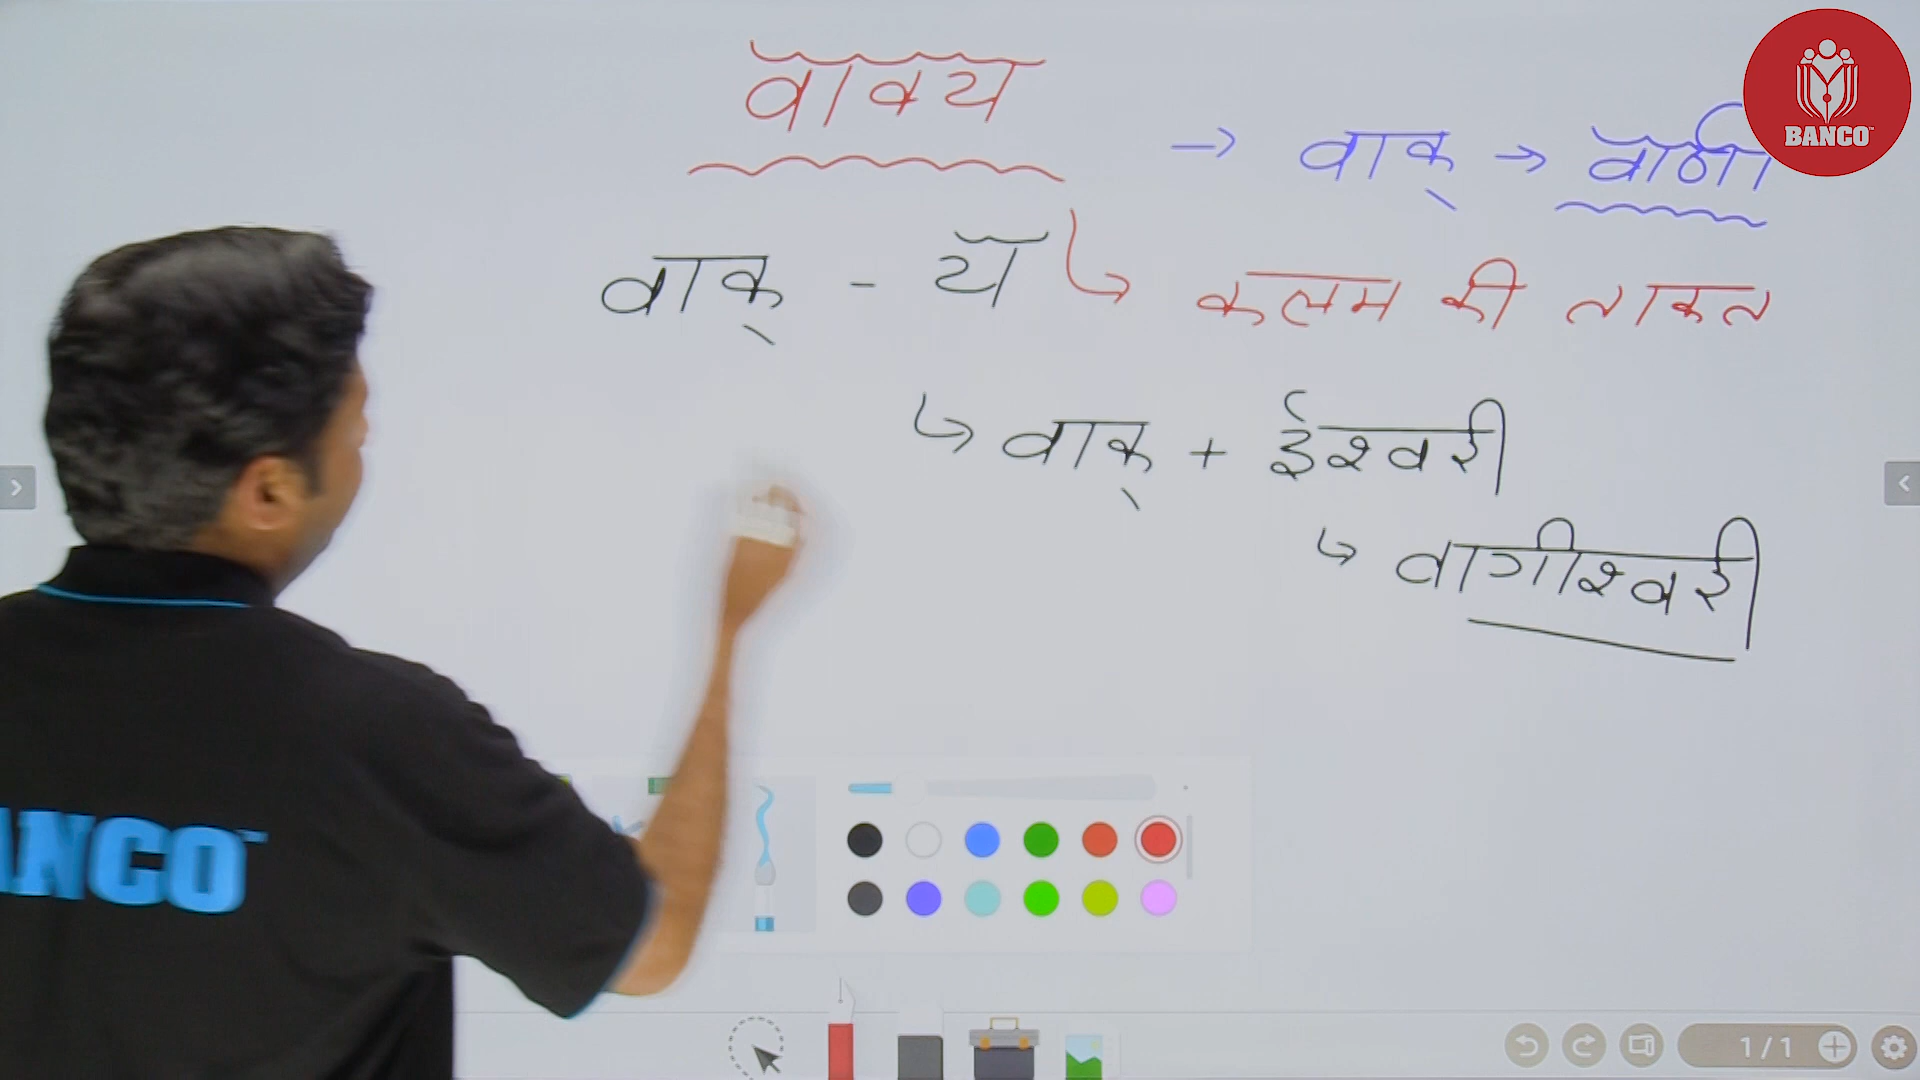 वाक्य
→ वाक् → वाणी
वाक् - य
↳ कलम की ताकत
↳ वाक् + ईश्वरी
↳ वागीश्वरी
BANCO
ANCO
1/1